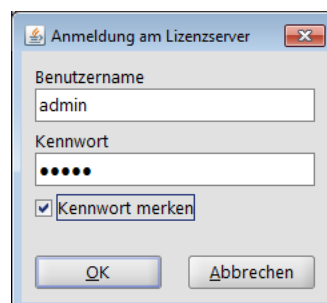 Anmeldung am Lizenzserver
Benutzername
admin
Kennwort
•••••
Kennwort merken
OK
Abbrechen